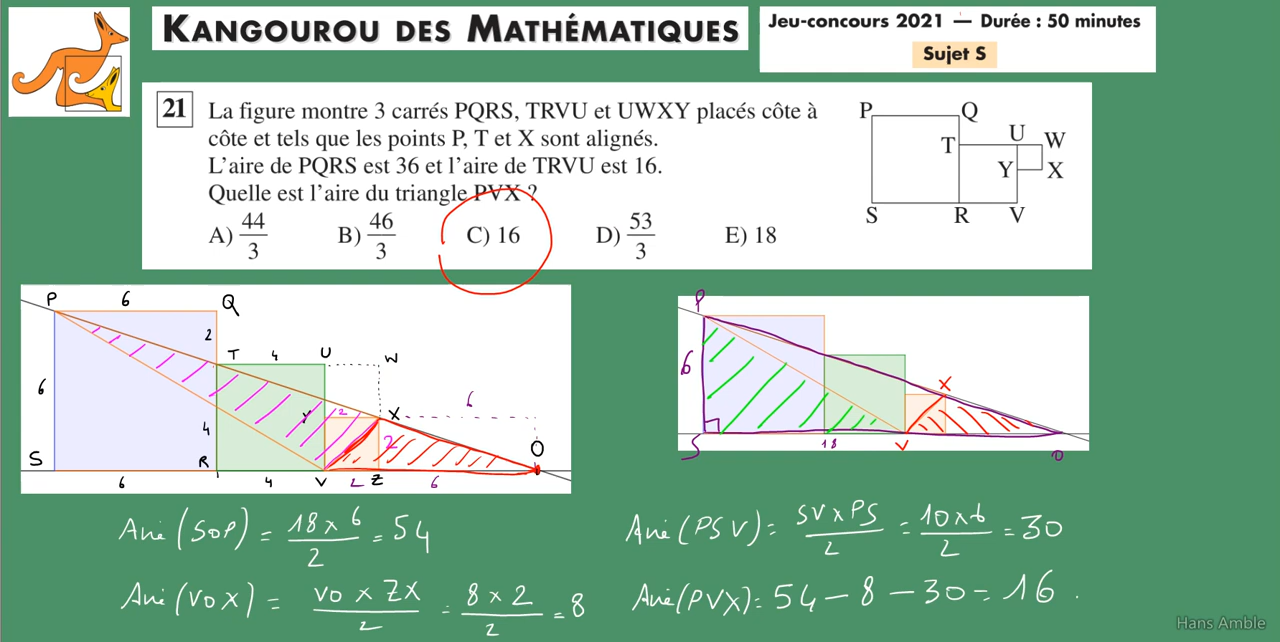 KANGOUROU DES MATHÉMATIQUES
Jeu-concours 2021 — Durée : 50 minutes
Sujet S
21 La figure montre 3 carrés PQRS, TRVU et UWXY placés côte à
côte et tels que les points P, T et X sont alignés.
L'aire de PQRS est 36 et l'aire de TRVU est 16.
Quelle est l'aire du triangle PVX ?
A) 44/3 B) 46/3 C) 16 D) 53/3 E) 18
P Q
T U W
Y X
S R V
P 6 Q
2
T 4 U W
6
6
Y 2 X
4 2
O
S R
6 4 V 2 Z 6
P
6
X
S 18 V O
Aire (SOP) = 18 x 6 / 2 = 54
Aire (PSV) = SV x PS / 2 = 10 x 6 / 2 = 30
Aire (VOX) = VO x ZX / 2 = 8 x 2 / 2 = 8
Aire (PVX) = 54 - 8 - 30 = 16.
Hans Amble